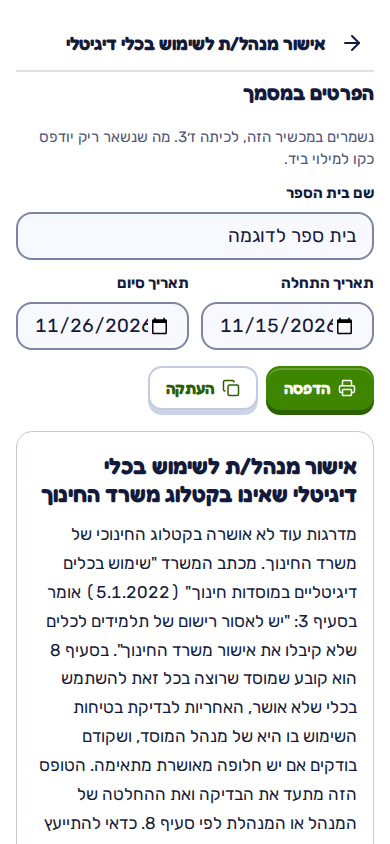 אישור מנהל/ת לשימוש בכלי דיגיטלי
הפרטים במסמך
נשמרים במכשיר הזה, לכיתה ז׳3. מה שנשאר ריק יודפס
כקו למילוי ביד.
שם בית הספר
בית ספר לדוגמה
תאריך התחלה
תאריך סיום
11/15/2026
11/26/2026
הדפסה
העתקה
אישור מנהל/ת לשימוש בכלי
דיגיטלי שאינו בקטלוג משרד החינוך
מדרגות עוד לא אושרה בקטלוג החינוכי של
משרד החינוך. מכתב המשרד "שימוש בכלים
דיגיטליים במוסדות חינוך" (5.1.2022) אומר
בסעיף 3: "יש לאסור רישום של תלמידים לכלים
שלא קיבלו את אישור משרד החינוך". בסעיף 8
הוא קובע שמוסד שרוצה בכל זאת להשתמש
בכלי שלא אושר, האחריות לבדיקת בטיחות
השימוש בו היא של מנהל המוסד, ושקודם
בודקים אם יש חלופה מאושרת מתאימה. הטופס
הזה מתעד את הבדיקה ואת ההחלטה של
המנהל או המנהלת לפי סעיף 8. כדאי להתייעץ